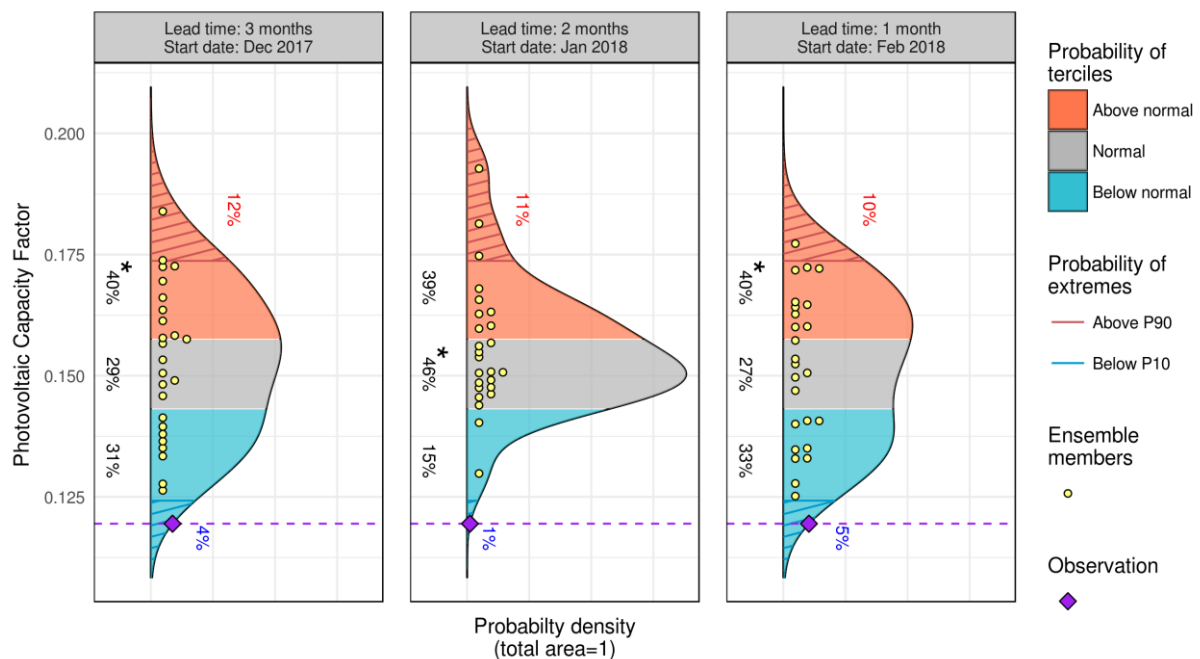 Lead time: 3 months
Start date: Dec 2017
Lead time: 2 months
Start date: Jan 2018
Lead time: 1 month
Start date: Feb 2018
Photovoltaic Capacity Factor
0.200
0.175
0.150
0.125
12%
* 40%
29%
31%
4%
11%
39%
* 46%
15%
1%
10%
* 40%
27%
33%
5%
Probabilty density
(total area=1)
Probability of
terciles
Above normal
Normal
Below normal
Probability of
extremes
Above P90
Below P10
Ensemble
members
Observation